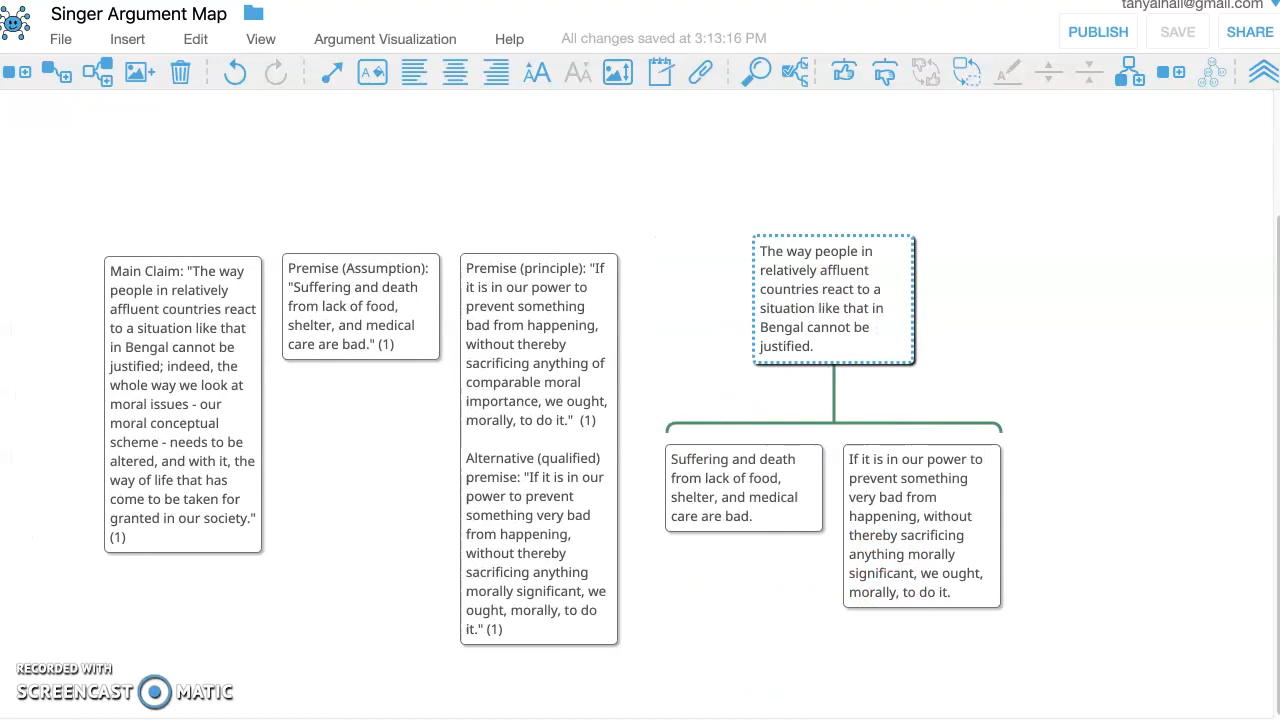 Singer Argument Map
tanyalhall@gmail.com
File Insert Edit View Argument Visualization Help All changes saved at 3:13:16 PM
PUBLISH SAVE SHARE
Main Claim: "The way
people in relatively
affluent countries react
to a situation like that
in Bengal cannot be
justified; indeed, the
whole way we look at
moral issues - our
moral conceptual
scheme - needs to be
altered, and with it, the
way of life that has
come to be taken for
granted in our society."
(1)
Premise (Assumption):
"Suffering and death
from lack of food,
shelter, and medical
care are bad." (1)
Premise (principle): "If
it is in our power to
prevent something
bad from happening,
without thereby
sacrificing anything of
comparable moral
importance, we ought,
morally, to do it." (1)
Alternative (qualified)
premise: "If it is in our
power to prevent
something very bad
from happening,
without thereby
sacrificing anything
morally significant, we
ought, morally, to do
it." (1)
The way people in
relatively affluent
countries react to a
situation like that in
Bengal cannot be
justified.
Suffering and death
from lack of food,
shelter, and medical
care are bad.
If it is in our power to
prevent something
very bad from
happening, without
thereby sacrificing
anything morally
significant, we ought,
morally, to do it.
RECORDED WITH
SCREENCAST MATIC